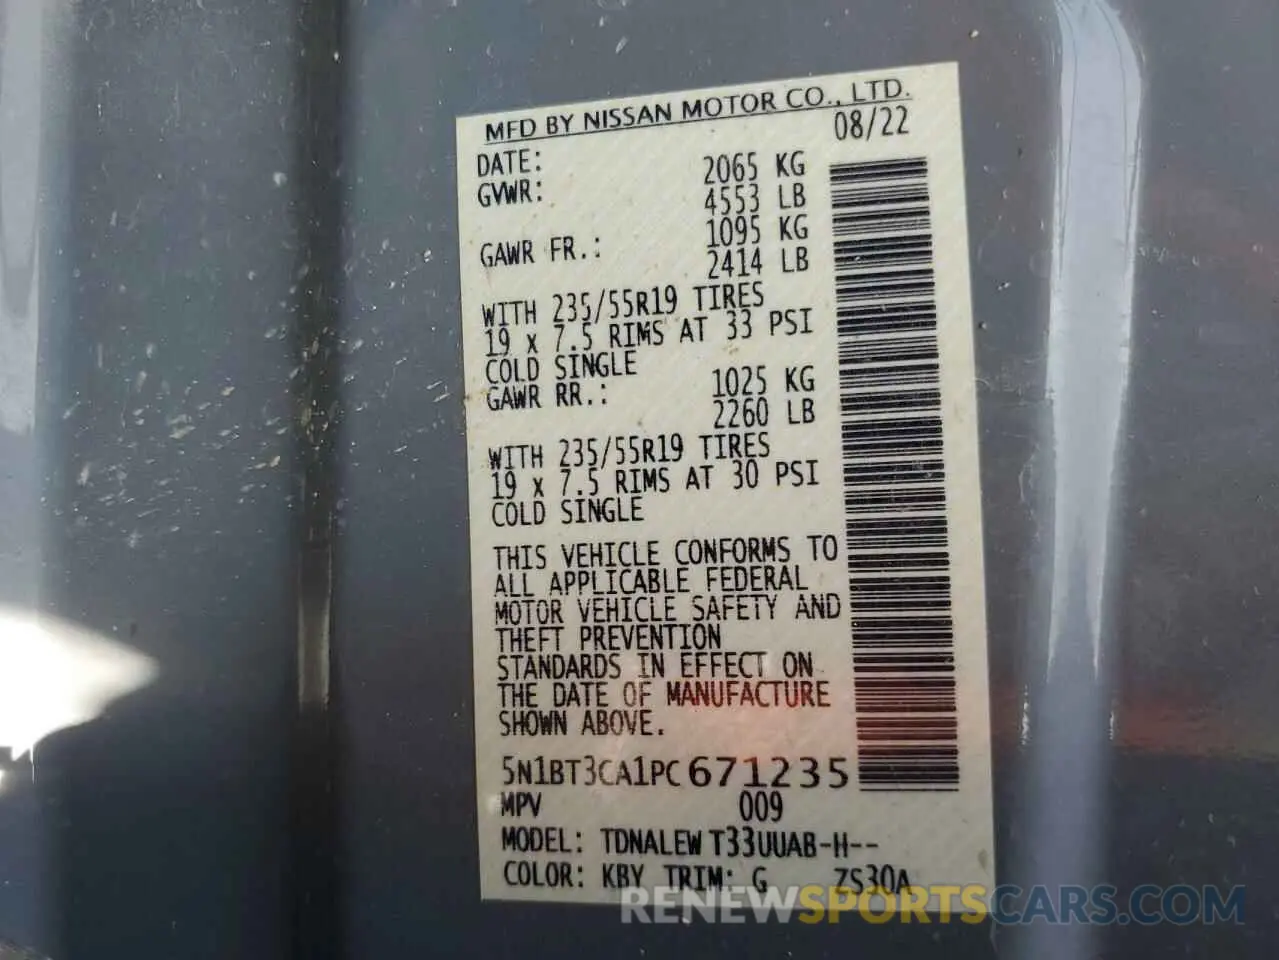 MFD BY NISSAN MOTOR CO., LTD.
DATE: 08/22
GVWR: 2065 KG
4553 LB
GAWR FR.: 1095 KG
2414 LB
WITH 235/55R19 TIRES
19 x 7.5 RIMS AT 33 PSI
COLD SINGLE
GAWR RR.: 1025 KG
2260 LB
WITH 235/55R19 TIRES
19 x 7.5 RIMS AT 30 PSI
COLD SINGLE
THIS VEHICLE CONFORMS TO
ALL APPLICABLE FEDERAL
MOTOR VEHICLE SAFETY AND
THEFT PREVENTION
STANDARDS IN EFFECT ON
THE DATE OF MANUFACTURE
SHOWN ABOVE.
5N1BT3CA1PC671235
MPV 009
MODEL: TDNALEW T33UUAB-H--
COLOR: KBY TRIM: G ZS30A
RENEWSPORTSCARS.COM